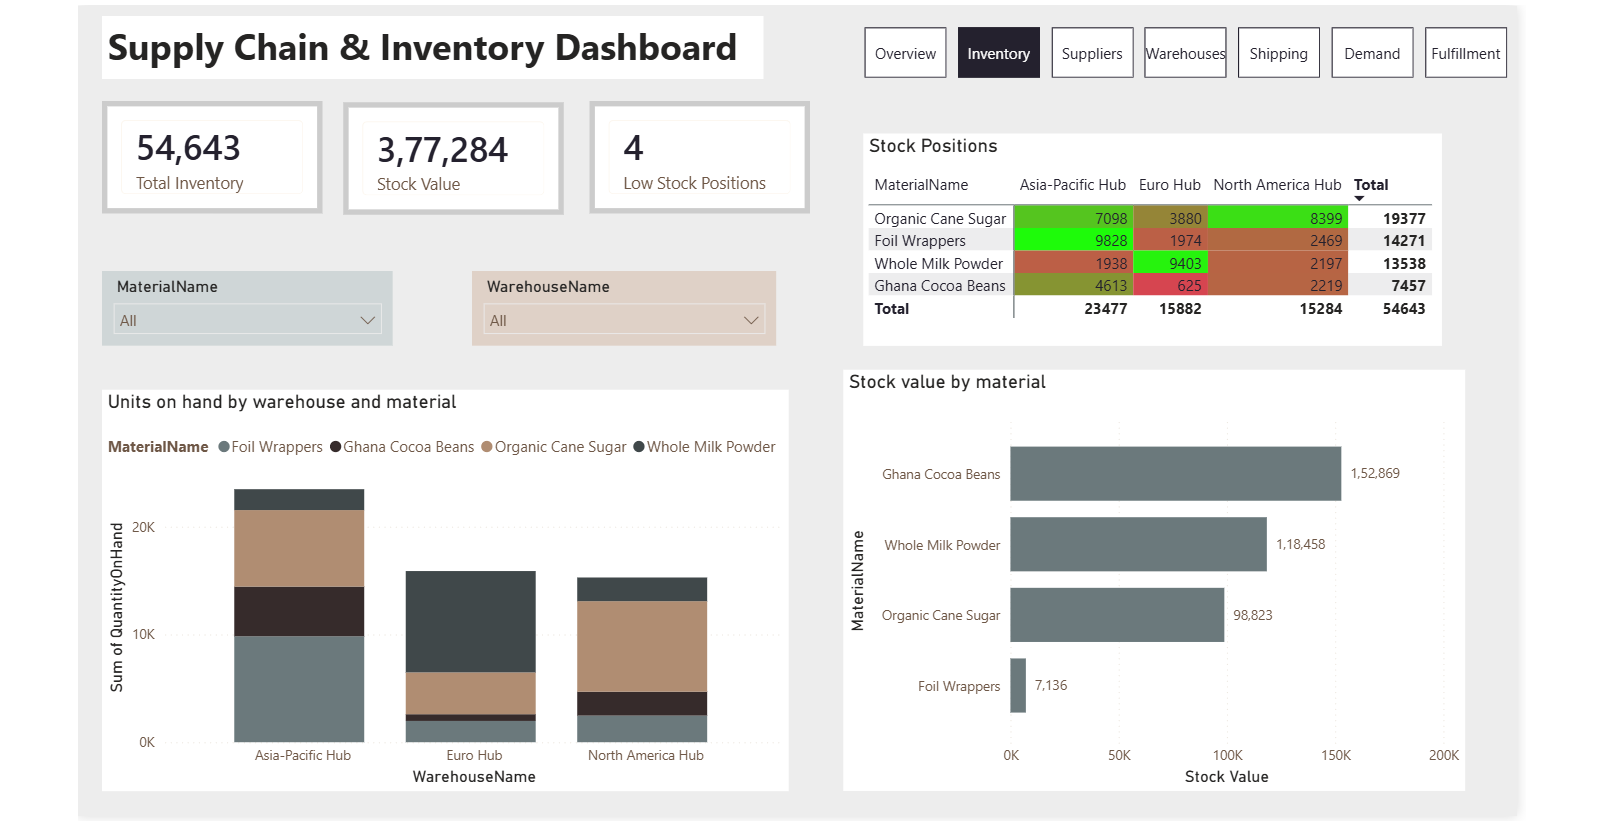 Supply Chain & Inventory Dashboard
Overview
Inventory
Suppliers
Warehouses
Shipping
Demand
Fulfillment
54,643
Total Inventory
3,77,284
Stock Value
4
Low Stock Positions
MaterialName
All
WarehouseName
All
Stock Positions
MaterialName Asia-Pacific Hub Euro Hub North America Hub Total
Organic Cane Sugar 7098 3880 8399 19377
Foil Wrappers 9828 1974 2469 14271
Whole Milk Powder 1938 9403 2197 13538
Ghana Cocoa Beans 4613 625 2219 7457
Total 23477 15882 15284 54643
Units on hand by warehouse and material
MaterialName Foil Wrappers Ghana Cocoa Beans Organic Cane Sugar Whole Milk Powder
Sum of QuantityOnHand
20K
10K
0K
Asia-Pacific Hub Euro Hub North America Hub
WarehouseName
Stock value by material
MaterialName
Ghana Cocoa Beans 1,52,869
Whole Milk Powder 1,18,458
Organic Cane Sugar 98,823
Foil Wrappers 7,136
0K 50K 100K 150K 200K
Stock Value